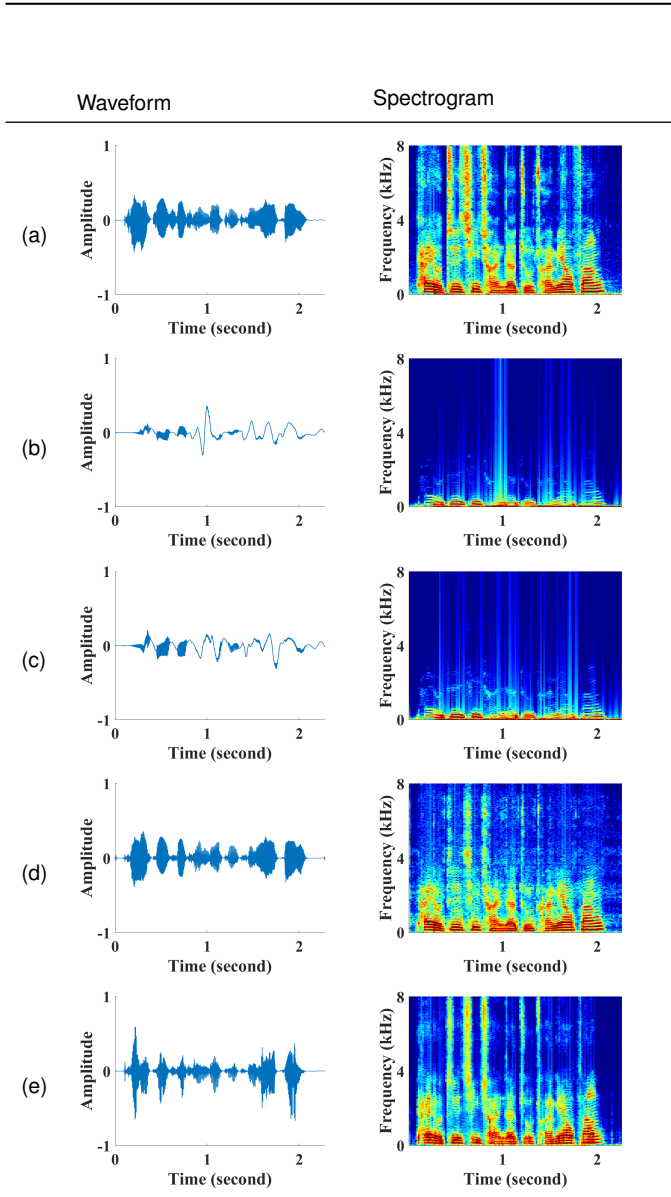 Waveform Spectrogram
(a)
Amplitude
1
0
-1
0 1 2
Time (second)
Frequency (kHz)
8
4
0
1 2
Time (second)
(b)
Amplitude
1
0
-1
0 1 2
Time (second)
Frequency (kHz)
8
4
0
1 2
Time (second)
(c)
Amplitude
1
0
-1
0 1 2
Time (second)
Frequency (kHz)
8
4
0
1 2
Time (second)
(d)
Amplitude
1
0
-1
0 1 2
Time (second)
Frequency (kHz)
8
4
0
1 2
Time (second)
(e)
Amplitude
1
0
-1
0 1 2
Time (second)
Frequency (kHz)
8
4
0
1 2
Time (second)